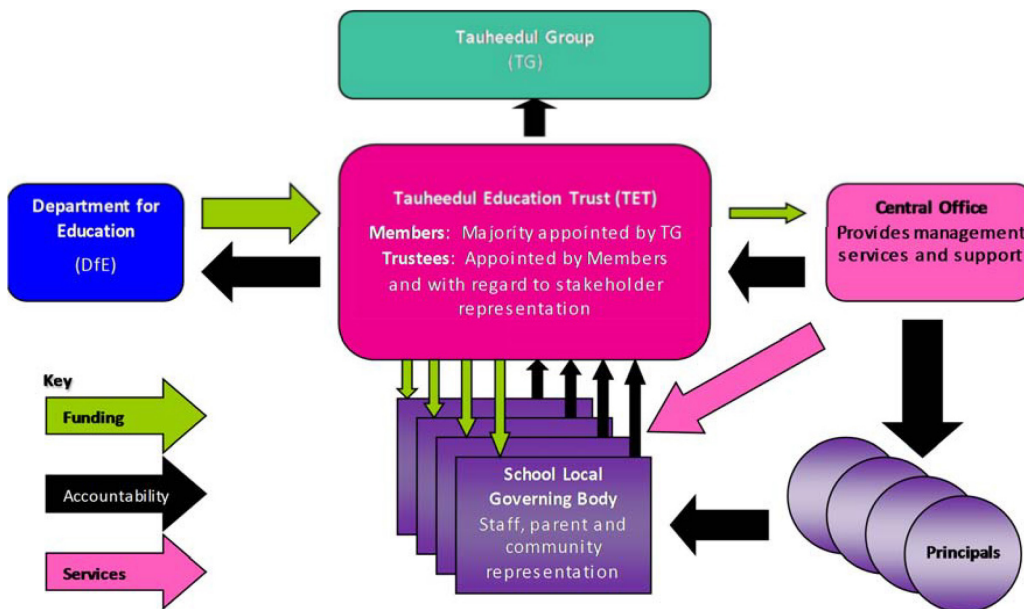 Tauheedul Group
(TG)
Department for
Education
(DfE)
Tauheedul Education Trust (TET)
Members: Majority appointed by TG
Trustees: Appointed by Members
and with regard to stakeholder
representation
Central Office
Provides management
services and support
Key
Funding
Accountability
Services
School Local
Governing Body
Staff, parent and
community
representation
Principals